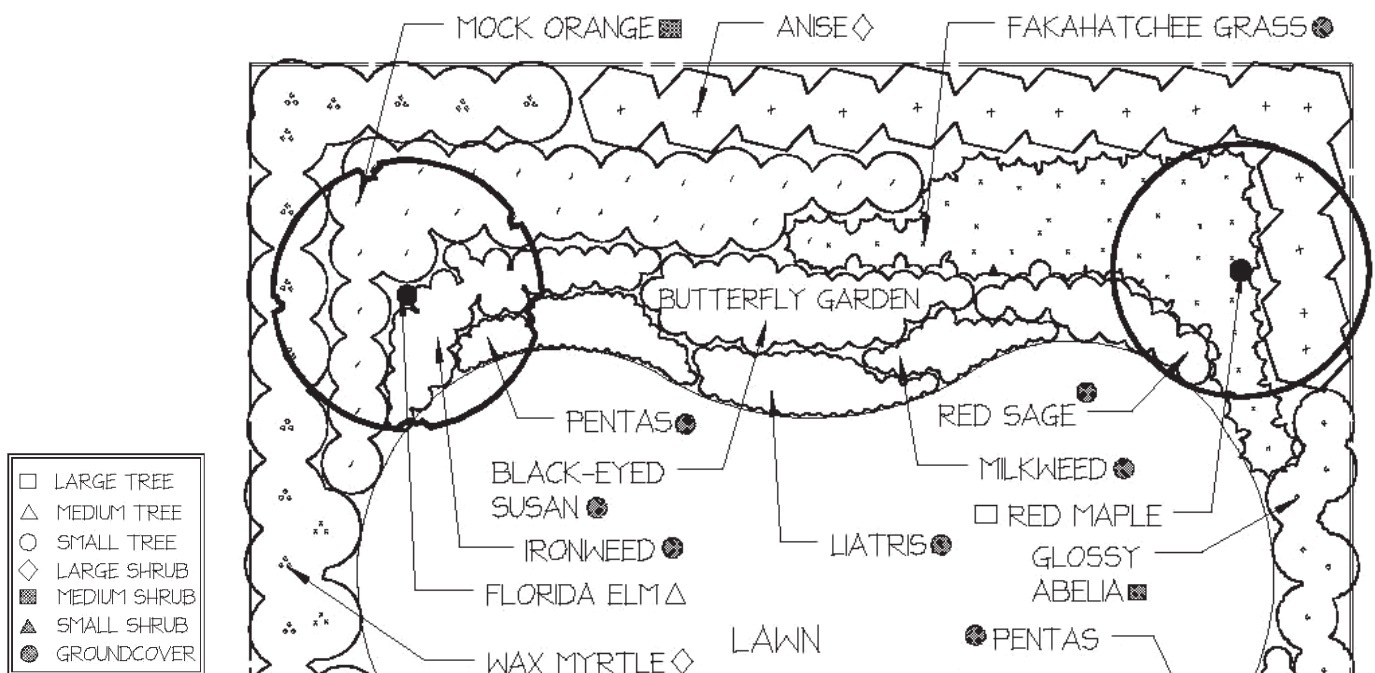 MOCK ORANGE
ANISE
FAKAHATCHEE GRASS
BUTTERFLY GARDEN
PENTAS
RED SAGE
BLACK-EYED
SUSAN
MILKWEED
RED MAPLE
IRONWEED
LIATRIS
GLOSSY
ABELIA
FLORIDA ELM
LAWN
PENTAS
WAX MYRTLE
LARGE TREE
MEDIUM TREE
SMALL TREE
LARGE SHRUB
MEDIUM SHRUB
SMALL SHRUB
GROUNDCOVER